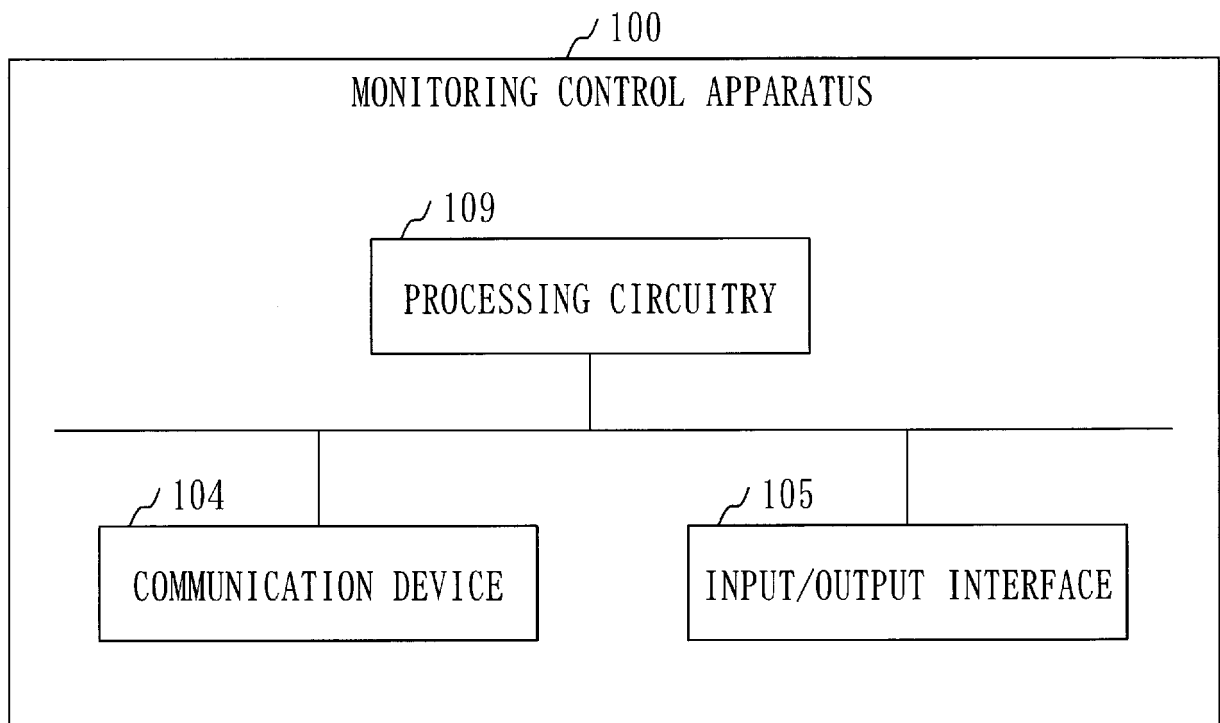 100
MONITORING CONTROL APPARATUS
109
PROCESSING CIRCUITRY
104
COMMUNICATION DEVICE
105
INPUT/OUTPUT INTERFACE